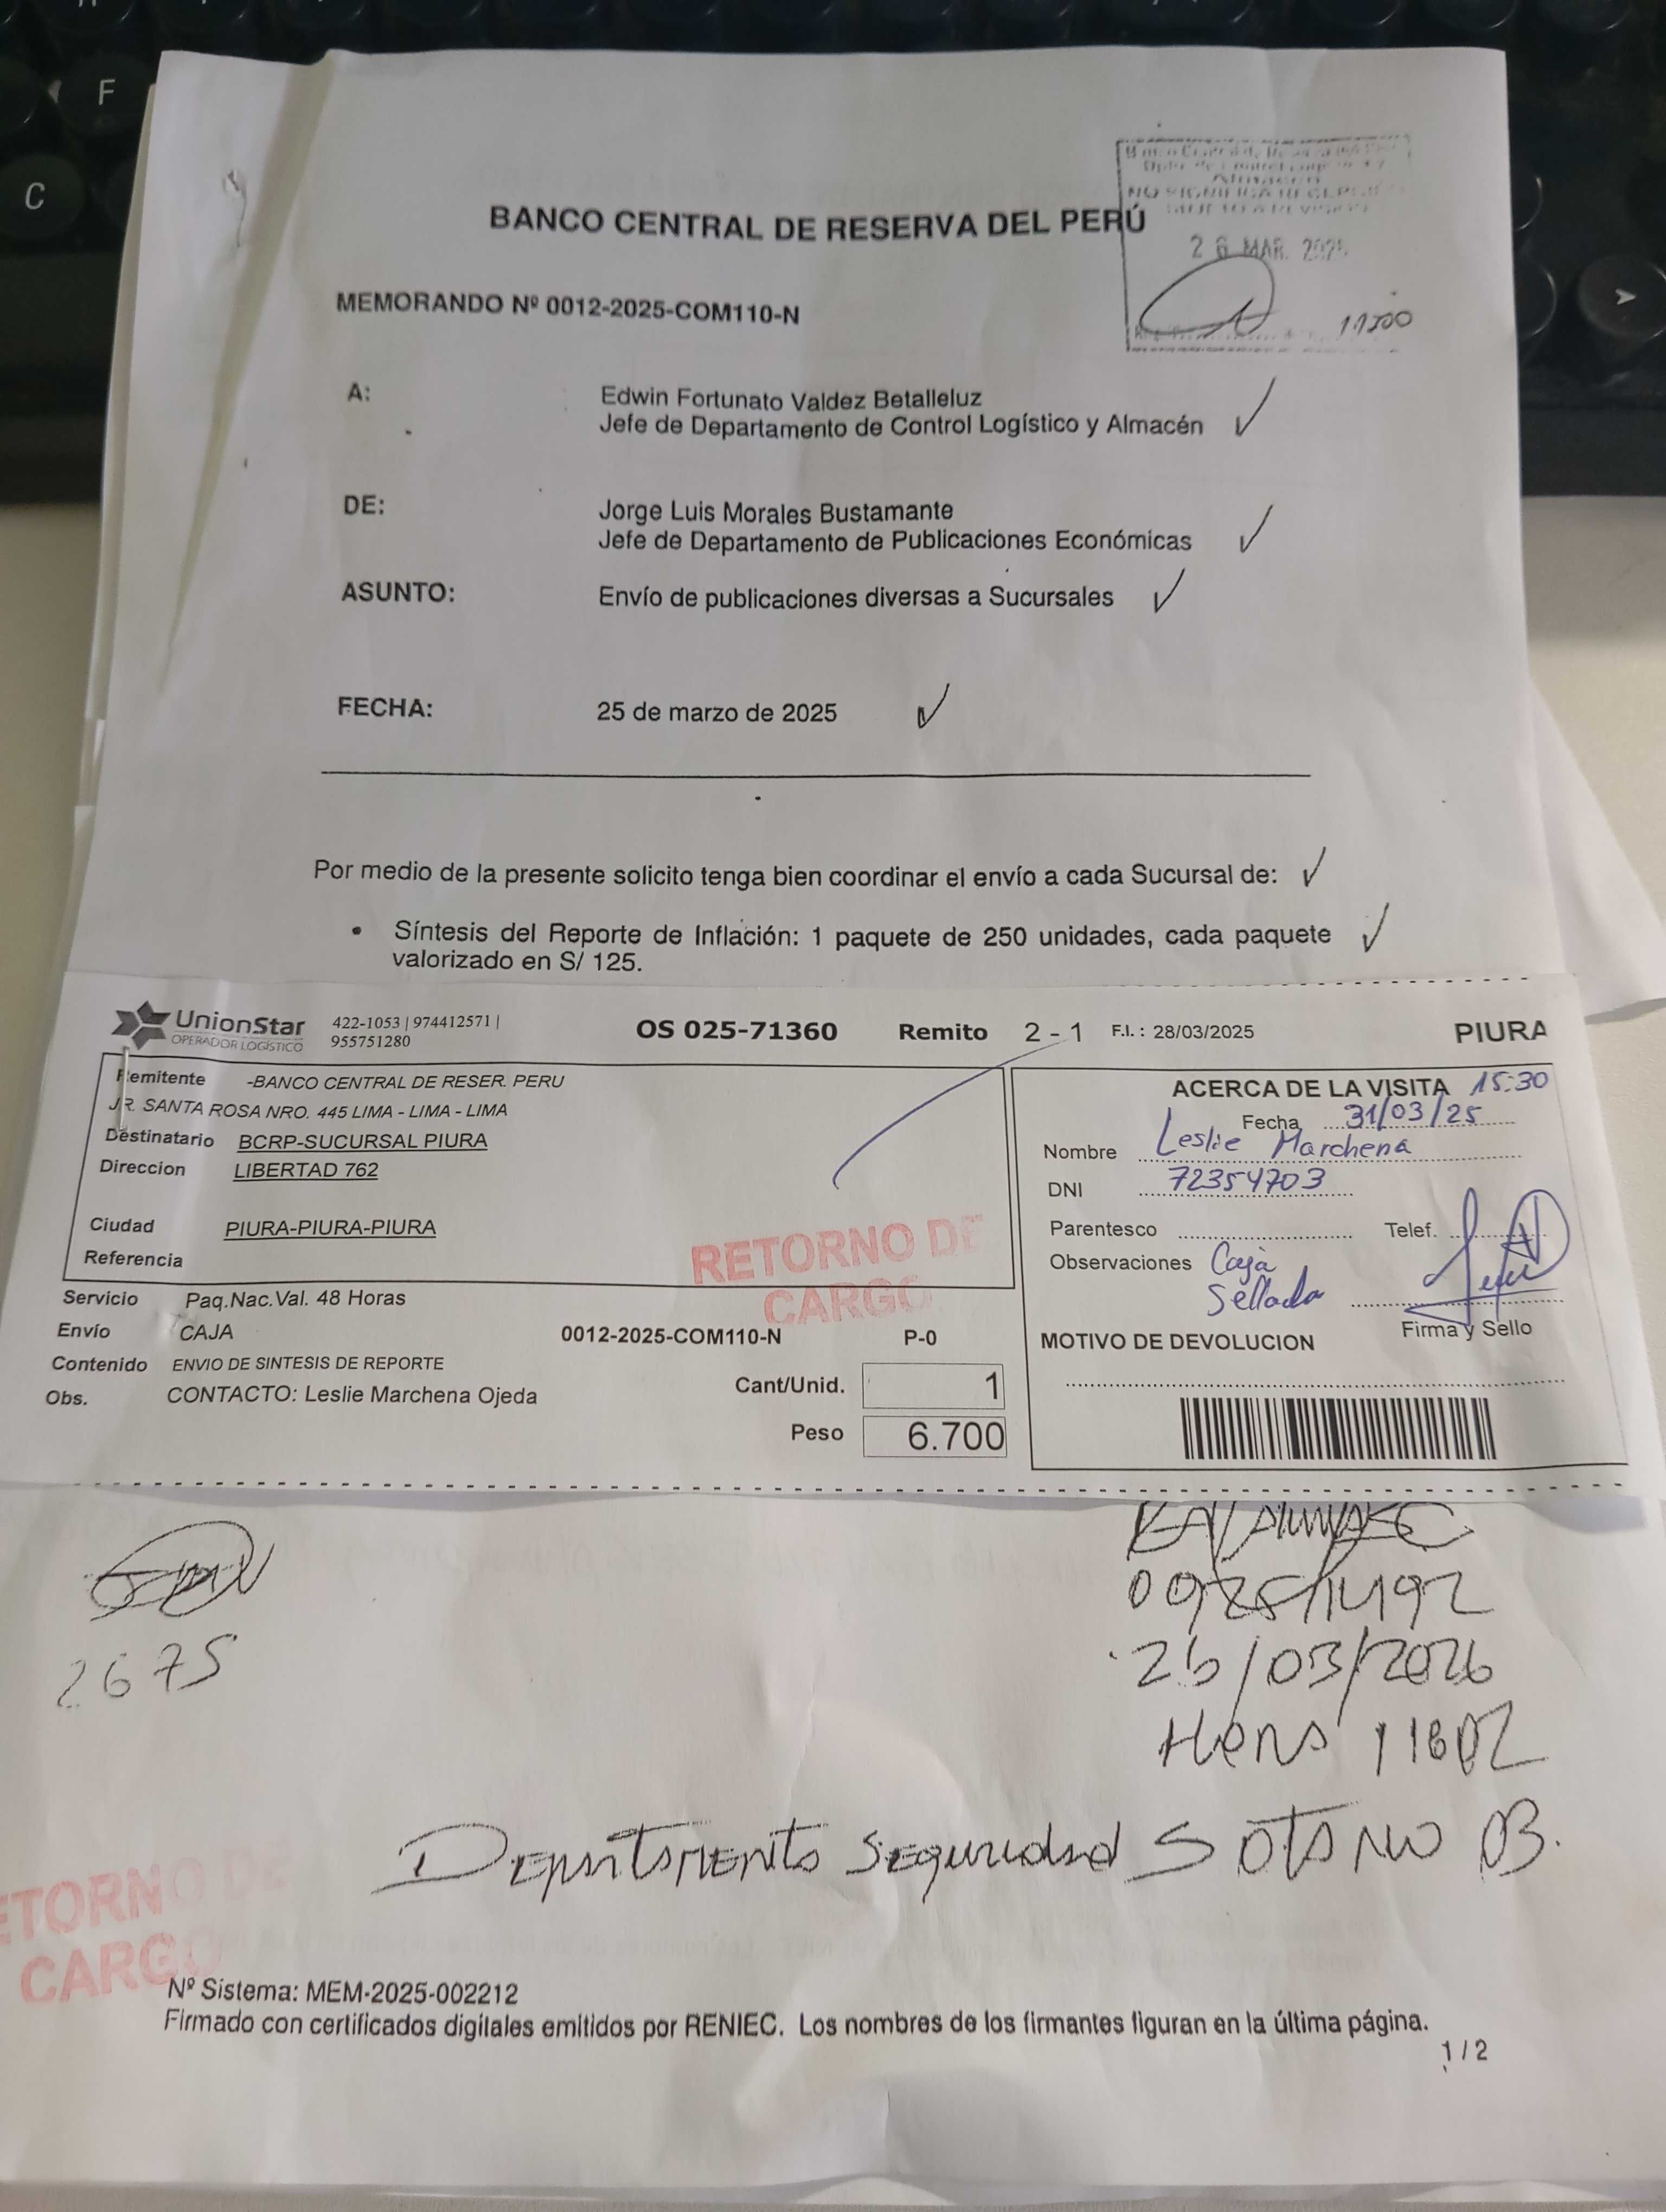 F
C
BANCO CENTRAL DE RESERVA DEL PERÚ
Almacén
26 MAR. 2025
MEMORANDO Nº 0012-2025-COM110-N
A:
Edwin Fortunato Valdez Betalleluz
Jefe de Departamento de Control Logístico y Almacén
DE:
Jorge Luis Morales Bustamante
Jefe de Departamento de Publicaciones Económicas
ASUNTO:
Envío de publicaciones diversas a Sucursales
FECHA:
25 de marzo de 2025
Por medio de la presente solicito tenga bien coordinar el envío a cada Sucursal de:
• Síntesis del Reporte de Inflación: 1 paquete de 250 unidades, cada paquete
valorizado en S/ 125.
UnionStar
OPERADOR LOGÍSTICO
422-1053 | 974412571 |
955751280
OS 025-71360
Remito 2 - 1
F.I. : 28/03/2025
PIURA
Remitente -BANCO CENTRAL DE RESER. PERU
JR. SANTA ROSA NRO. 445 LIMA - LIMA - LIMA
Destinatario BCRP-SUCURSAL PIURA
Direccion LIBERTAD 762
Ciudad PIURA-PIURA-PIURA
Referencia
RETORNO DE
CARGO
Servicio Paq.Nac.Val. 48 Horas
Envío CAJA
0012-2025-COM110-N
P-0
Contenido ENVIO DE SINTESIS DE REPORTE
Obs. CONTACTO: Leslie Marchena Ojeda
Cant/Unid. 1
Peso 6.700
ACERCA DE LA VISITA 15:30
Fecha 31/03/25
Nombre Leslie Marchena
DNI 72354703
Parentesco
Telef.
Observaciones Caja
Sellada
Firma y Sello
MOTIVO DE DEVOLUCION
2675
26/03/2026
Departamento Seguridad SOTANO 03.
ETORNO DE
CARGO
Nº Sistema: MEM-2025-002212
Firmado con certificados digitales emitidos por RENIEC. Los nombres de los firmantes figuran en la última página.
1 / 2